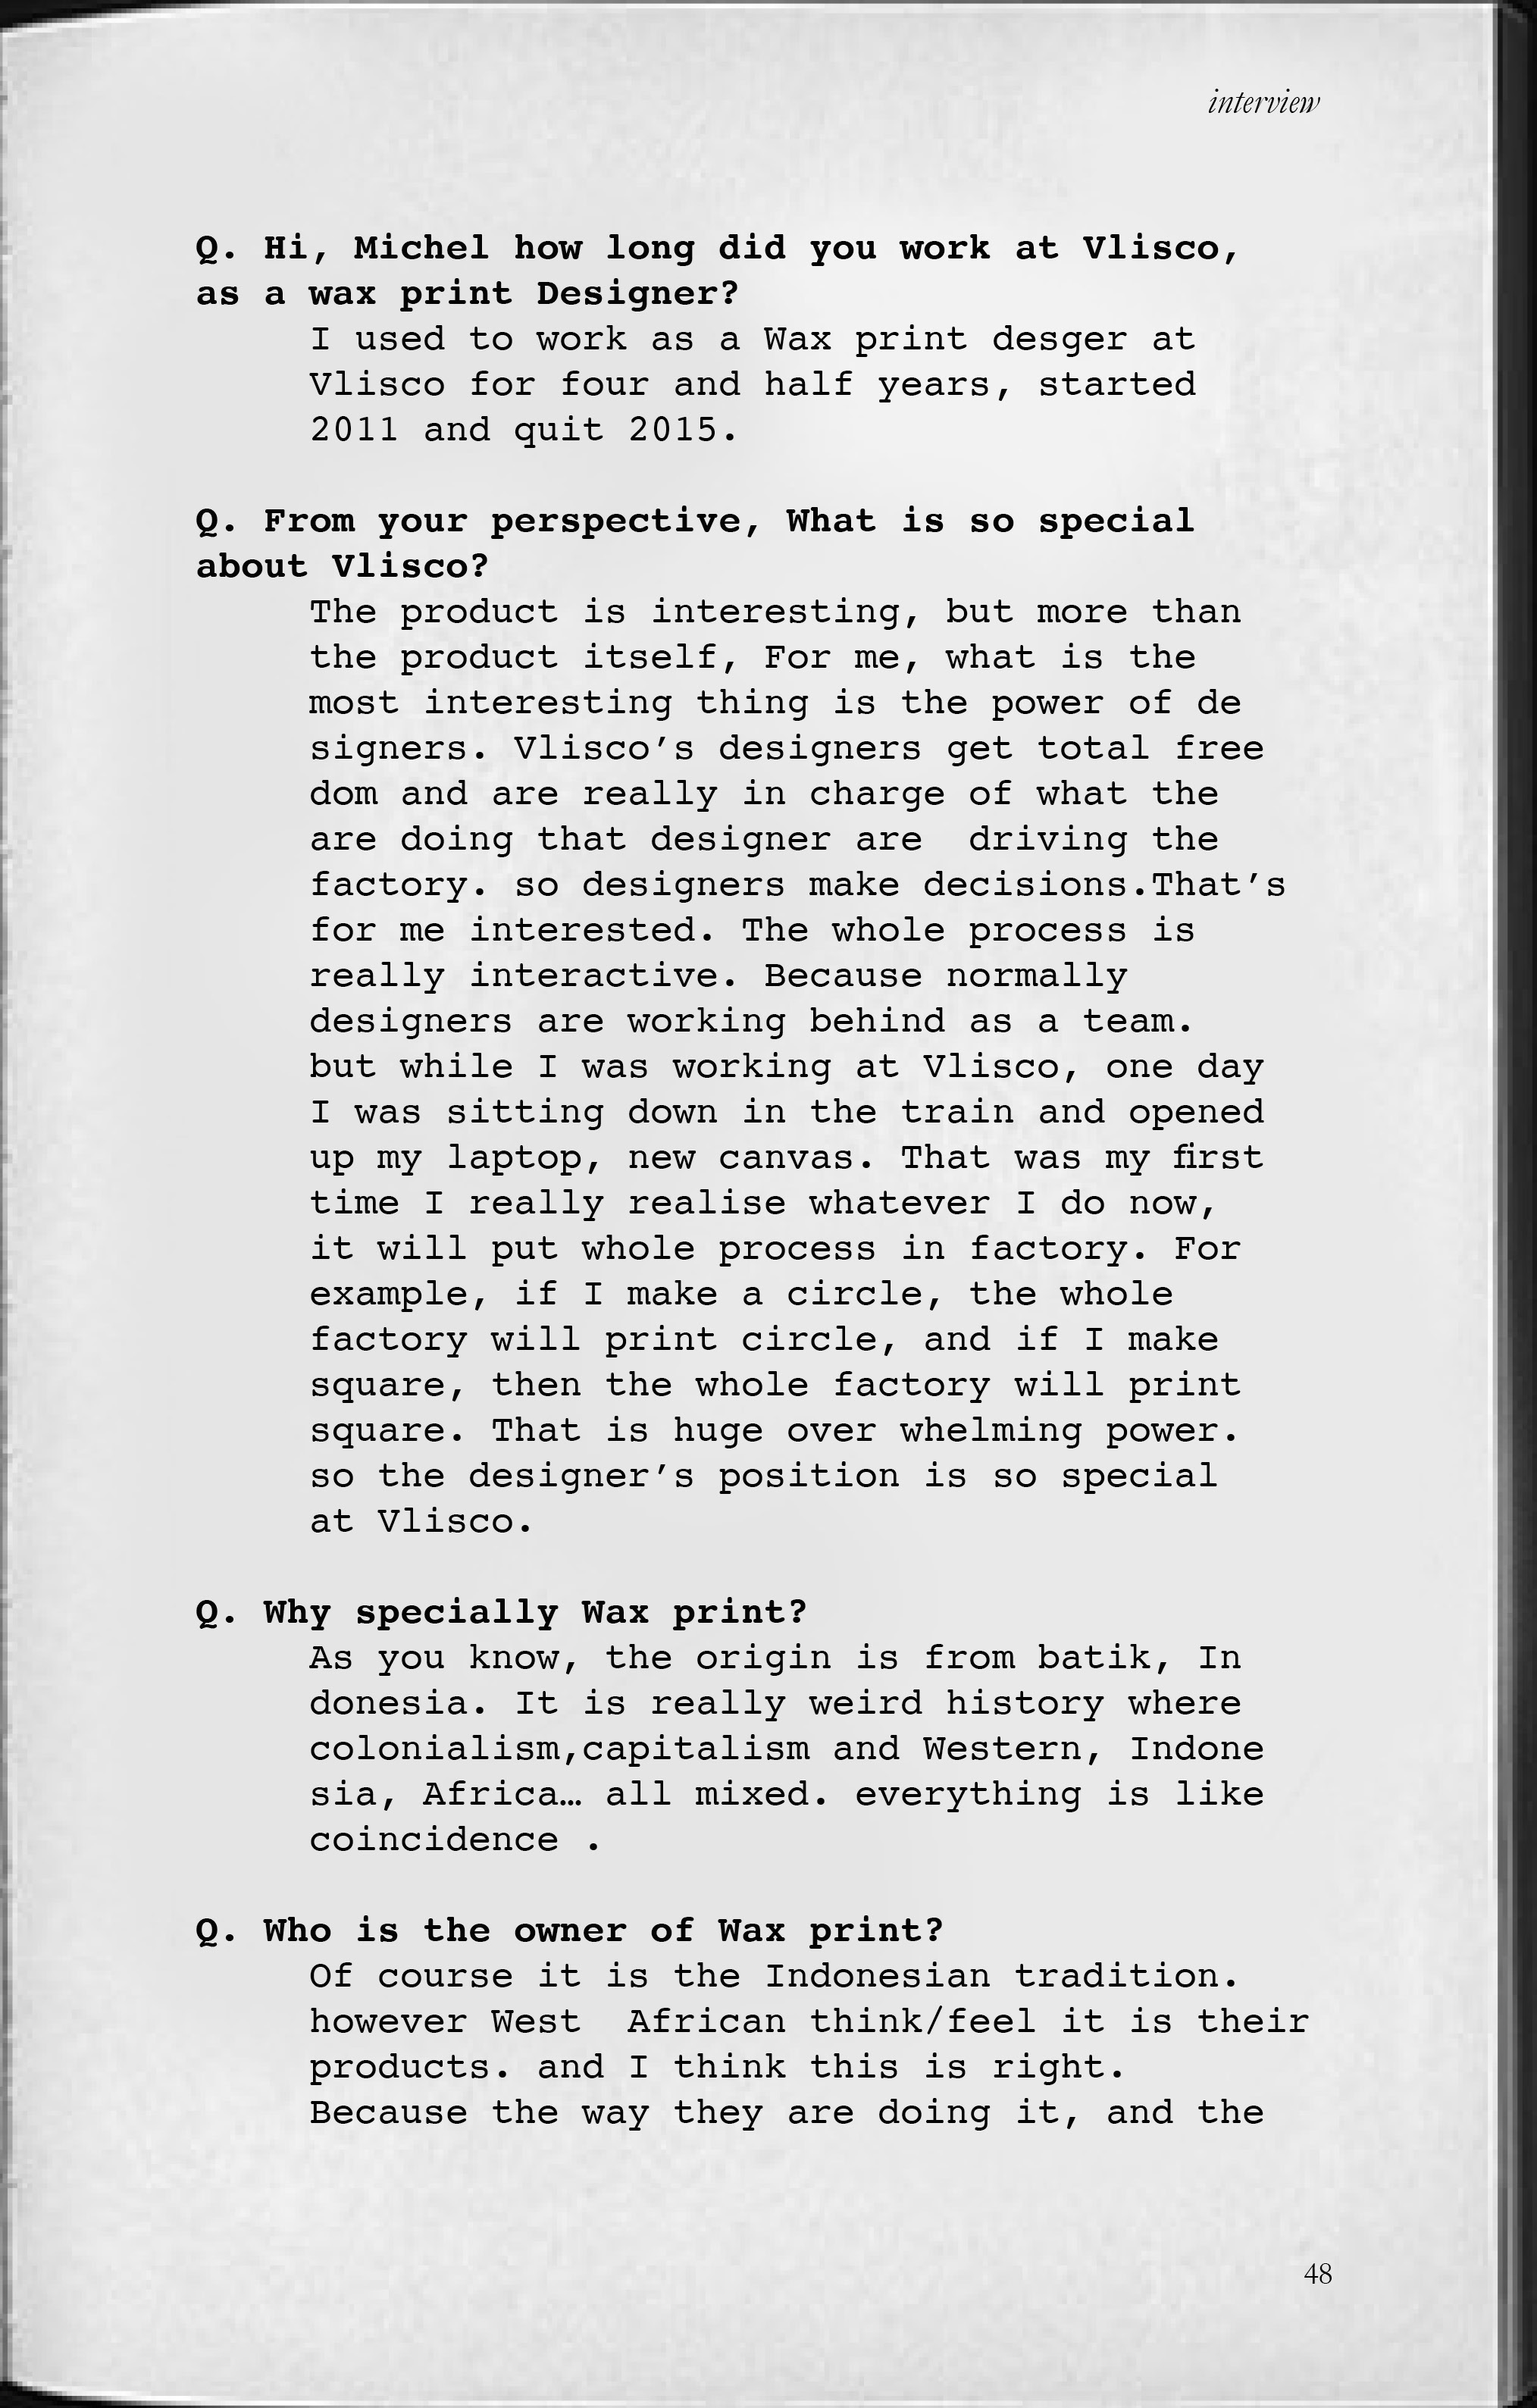 interview
Q. Hi, Michel how long did you work at Vlisco,
as a wax print Designer?
I used to work as a Wax print desger at
Vlisco for four and half years, started
2011 and quit 2015.
Q. From your perspective, What is so special
about Vlisco?
The product is interesting, but more than
the product itself, For me, what is the
most interesting thing is the power of de
signers. Vlisco’s designers get total free
dom and are really in charge of what the
are doing that designer are  driving the
factory. so designers make decisions.That’s
for me interested. The whole process is
really interactive. Because normally
designers are working behind as a team.
but while I was working at Vlisco, one day
I was sitting down in the train and opened
up my laptop, new canvas. That was my first
time I really realise whatever I do now,
it will put whole process in factory. For
example, if I make a circle, the whole
factory will print circle, and if I make
square, then the whole factory will print
square. That is huge over whelming power.
so the designer’s position is so special
at Vlisco.
Q. Why specially Wax print?
As you know, the origin is from batik, In
donesia. It is really weird history where
colonialism,capitalism and Western, Indone
sia, Africa… all mixed. everything is like
coincidence .
Q. Who is the owner of Wax print?
Of course it is the Indonesian tradition.
however West  African think/feel it is their
products. and I think this is right.
Because the way they are doing it, and the
48